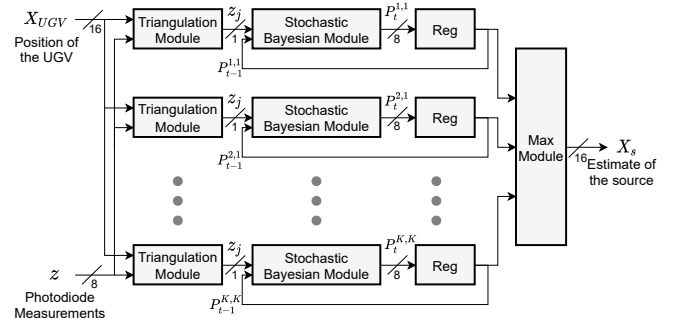 X_{UGV}
16
Position of
the UGV
Triangulation
Module
z_j
1
Stochastic
Bayesian Module
P_t^{1,1}
8
Reg
P_{t-1}^{1,1}
Triangulation
Module
z_j
1
Stochastic
Bayesian Module
P_t^{2,1}
8
Reg
P_{t-1}^{2,1}
Max
Module
16
X_s
Estimate of
the source
z
8
Photodiode
Measurements
Triangulation
Module
z_j
1
Stochastic
Bayesian Module
P_t^{K,K}
8
Reg
P_{t-1}^{K,K}